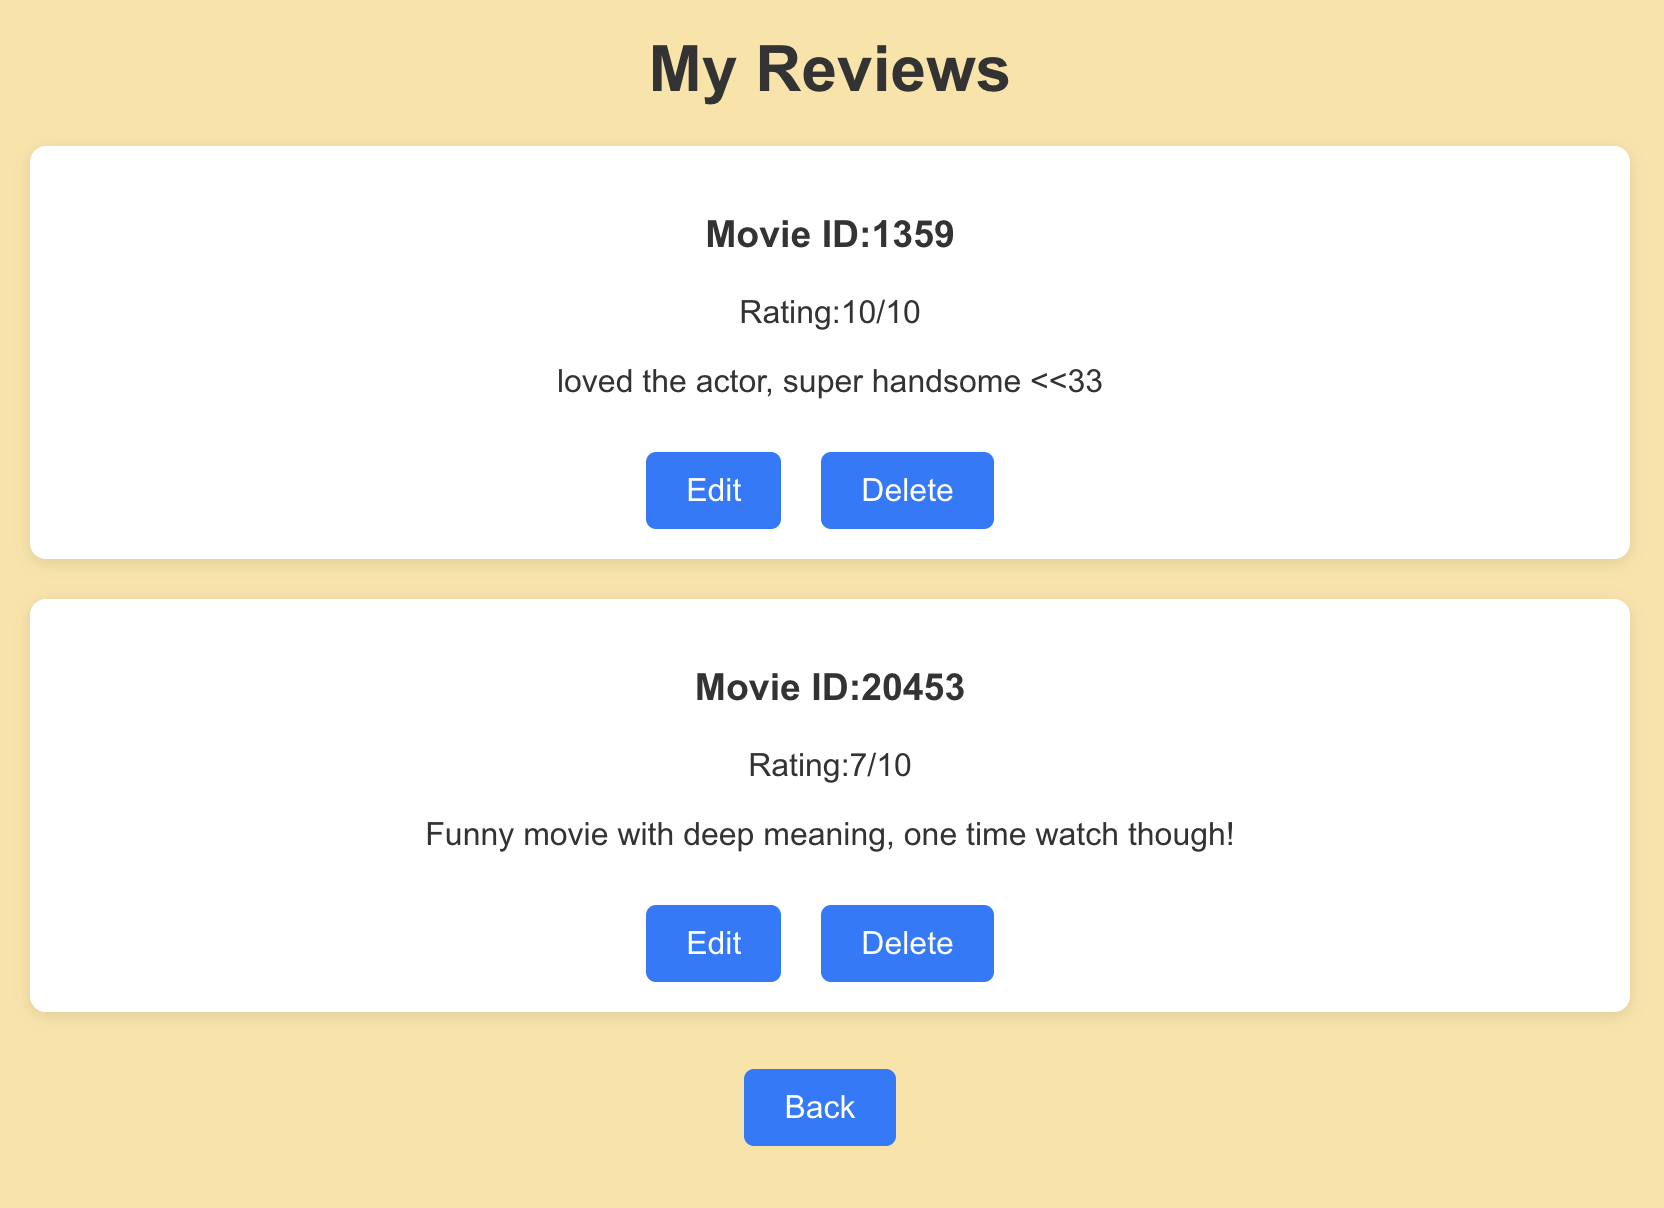 My Reviews
Movie ID:1359
Rating:10/10
loved the actor, super handsome <<33
Edit
Delete
Movie ID:20453
Rating:7/10
Funny movie with deep meaning, one time watch though!
Edit
Delete
Back